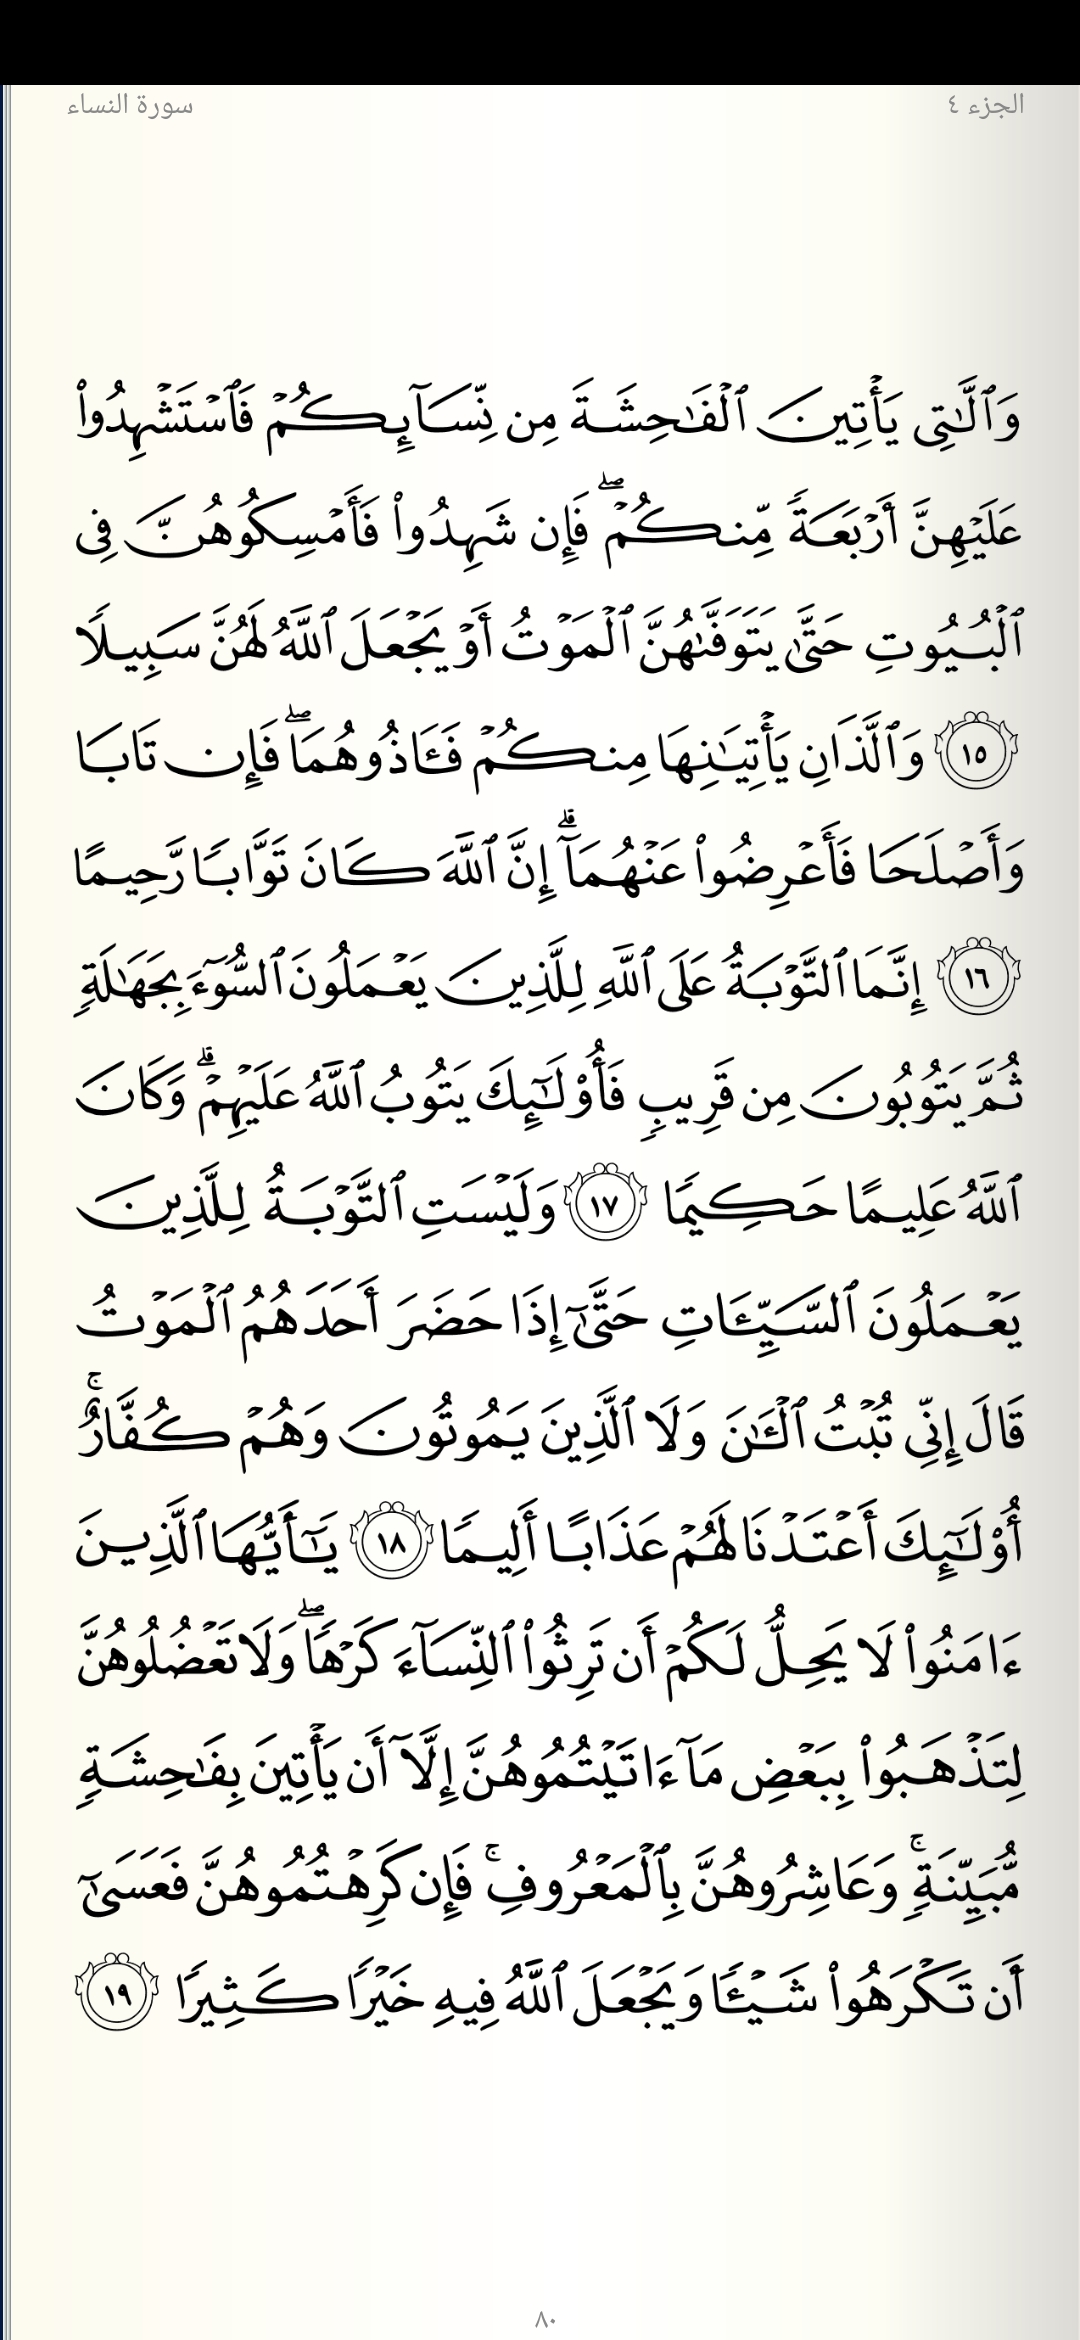 الجزء ٤
سورة النساء
وَٱلَّٰتِى يَأْتِينَ ٱلْفَٰحِشَةَ مِن نِّسَآئِكُمْ فَٱسْتَشْهِدُوا۟
عَلَيْهِنَّ أَرْبَعَةً مِّنكُمْ ۖ فَإِن شَهِدُوا۟ فَأَمْسِكُوهُنَّ فِى
ٱلْبُيُوتِ حَتَّىٰ يَتَوَفَّىٰهُنَّ ٱلْمَوْتُ أَوْ يَجْعَلَ ٱللَّهُ لَهُنَّ سَبِيلًا
١٥ وَٱلَّذَانِ يَأْتِيَٰنِهَا مِنكُمْ فَـَٔاذُوهُمَا ۖ فَإِن تَابَا
وَأَصْلَحَا فَأَعْرِضُوا۟ عَنْهُمَآ ۗ إِنَّ ٱللَّهَ كَانَ تَوَّابًا رَّحِيمًا
١٦ إِنَّمَا ٱلتَّوْبَةُ عَلَى ٱللَّهِ لِلَّذِينَ يَعْمَلُونَ ٱلسُّوٓءَ بِجَهَٰلَةٍ
ثُمَّ يَتُوبُونَ مِن قَرِيبٍ فَأُو۟لَٰٓئِكَ يَتُوبُ ٱللَّهُ عَلَيْهِمْ ۗ وَكَانَ
ٱللَّهُ عَلِيمًا حَكِيمًا ١٧ وَلَيْسَتِ ٱلتَّوْبَةُ لِلَّذِينَ
يَعْمَلُونَ ٱلسَّيِّـَٔاتِ حَتَّىٰٓ إِذَا حَضَرَ أَحَدَهُمُ ٱلْمَوْتُ
قَالَ إِنِّى تُبْتُ ٱلْـَٰٔنَ وَلَا ٱلَّذِينَ يَمُوتُونَ وَهُمْ كُفَّارٌ ۚ
أُو۟لَٰٓئِكَ أَعْتَدْنَا لَهُمْ عَذَابًا أَلِيمًا ١٨ يَٰٓأَيُّهَا ٱلَّذِينَ
ءَامَنُوا۟ لَا يَحِلُّ لَكُمْ أَن تَرِثُوا۟ ٱلنِّسَآءَ كَرْهًا ۖ وَلَا تَعْضُلُوهُنَّ
لِتَذْهَبُوا۟ بِبَعْضِ مَآ ءَاتَيْتُمُوهُنَّ إِلَّآ أَن يَأْتِينَ بِفَٰحِشَةٍ
مُّبَيِّنَةٍ ۚ وَعَاشِرُوهُنَّ بِٱلْمَعْرُوفِ ۚ فَإِن كَرِهْتُمُوهُنَّ فَعَسَىٰٓ
أَن تَكْرَهُوا۟ شَيْـًٔا وَيَجْعَلَ ٱللَّهُ فِيهِ خَيْرًا كَثِيرًا ١٩
٨٠